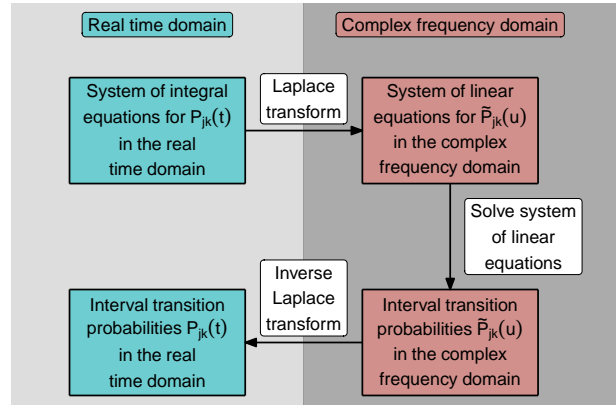 Real time domain
Complex frequency domain
System of integral
equations for P_jk(t)
in the real
time domain
Laplace
transform
System of linear
equations for P̃_jk(u)
in the complex
frequency domain
Solve system
of linear
equations
Interval transition
probabilities P_jk(t)
in the real
time domain
Inverse
Laplace
transform
Interval transition
probabilities P̃_jk(u)
in the complex
frequency domain